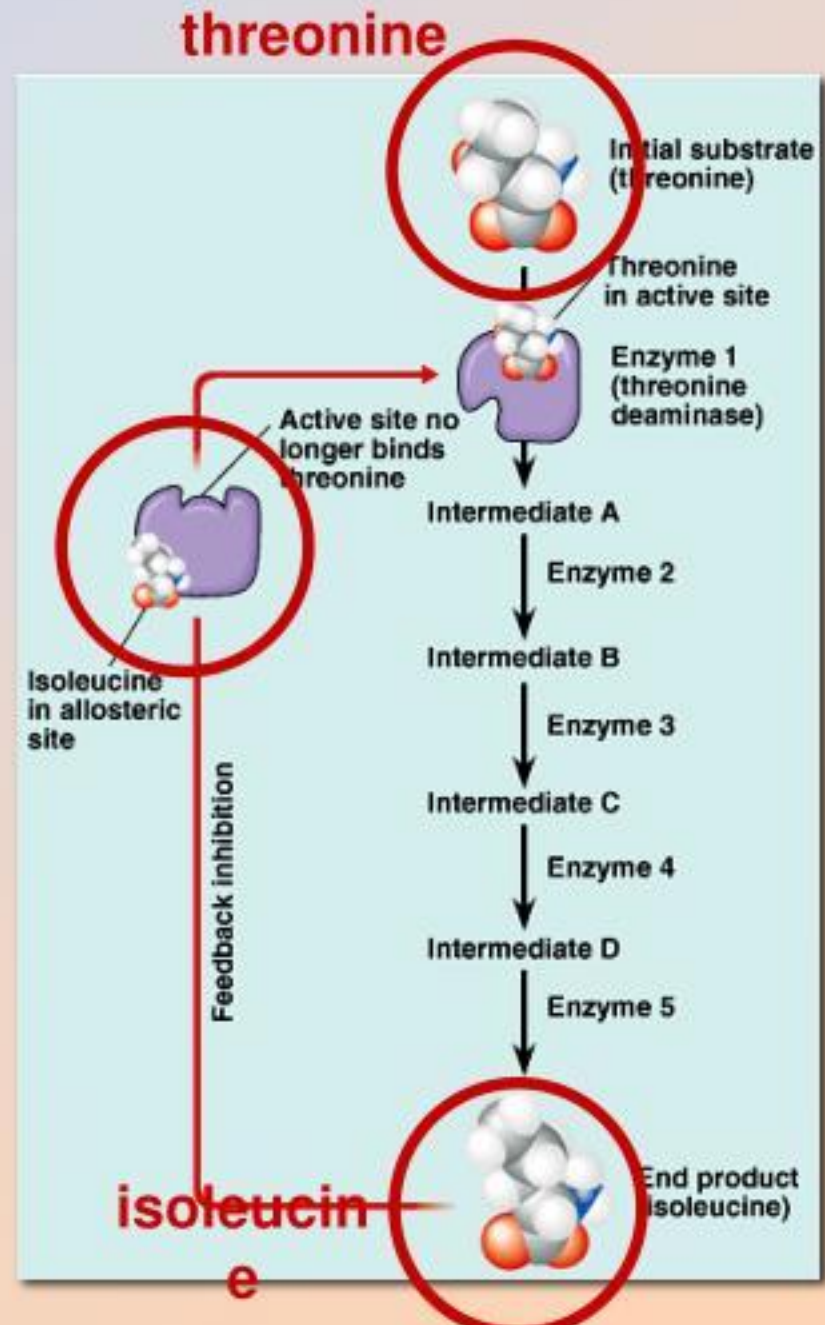 threonine
Initial substrate
(threonine)
Threonine
in active site
Enzyme 1
(threonine
deaminase)
Active site no
longer binds
threonine
Intermediate A
Enzyme 2
Intermediate B
Isoleucine
in allosteric
site
Enzyme 3
Feedback inhibition
Intermediate C
Enzyme 4
Intermediate D
Enzyme 5
End product
(isoleucine)
isoleucin
e